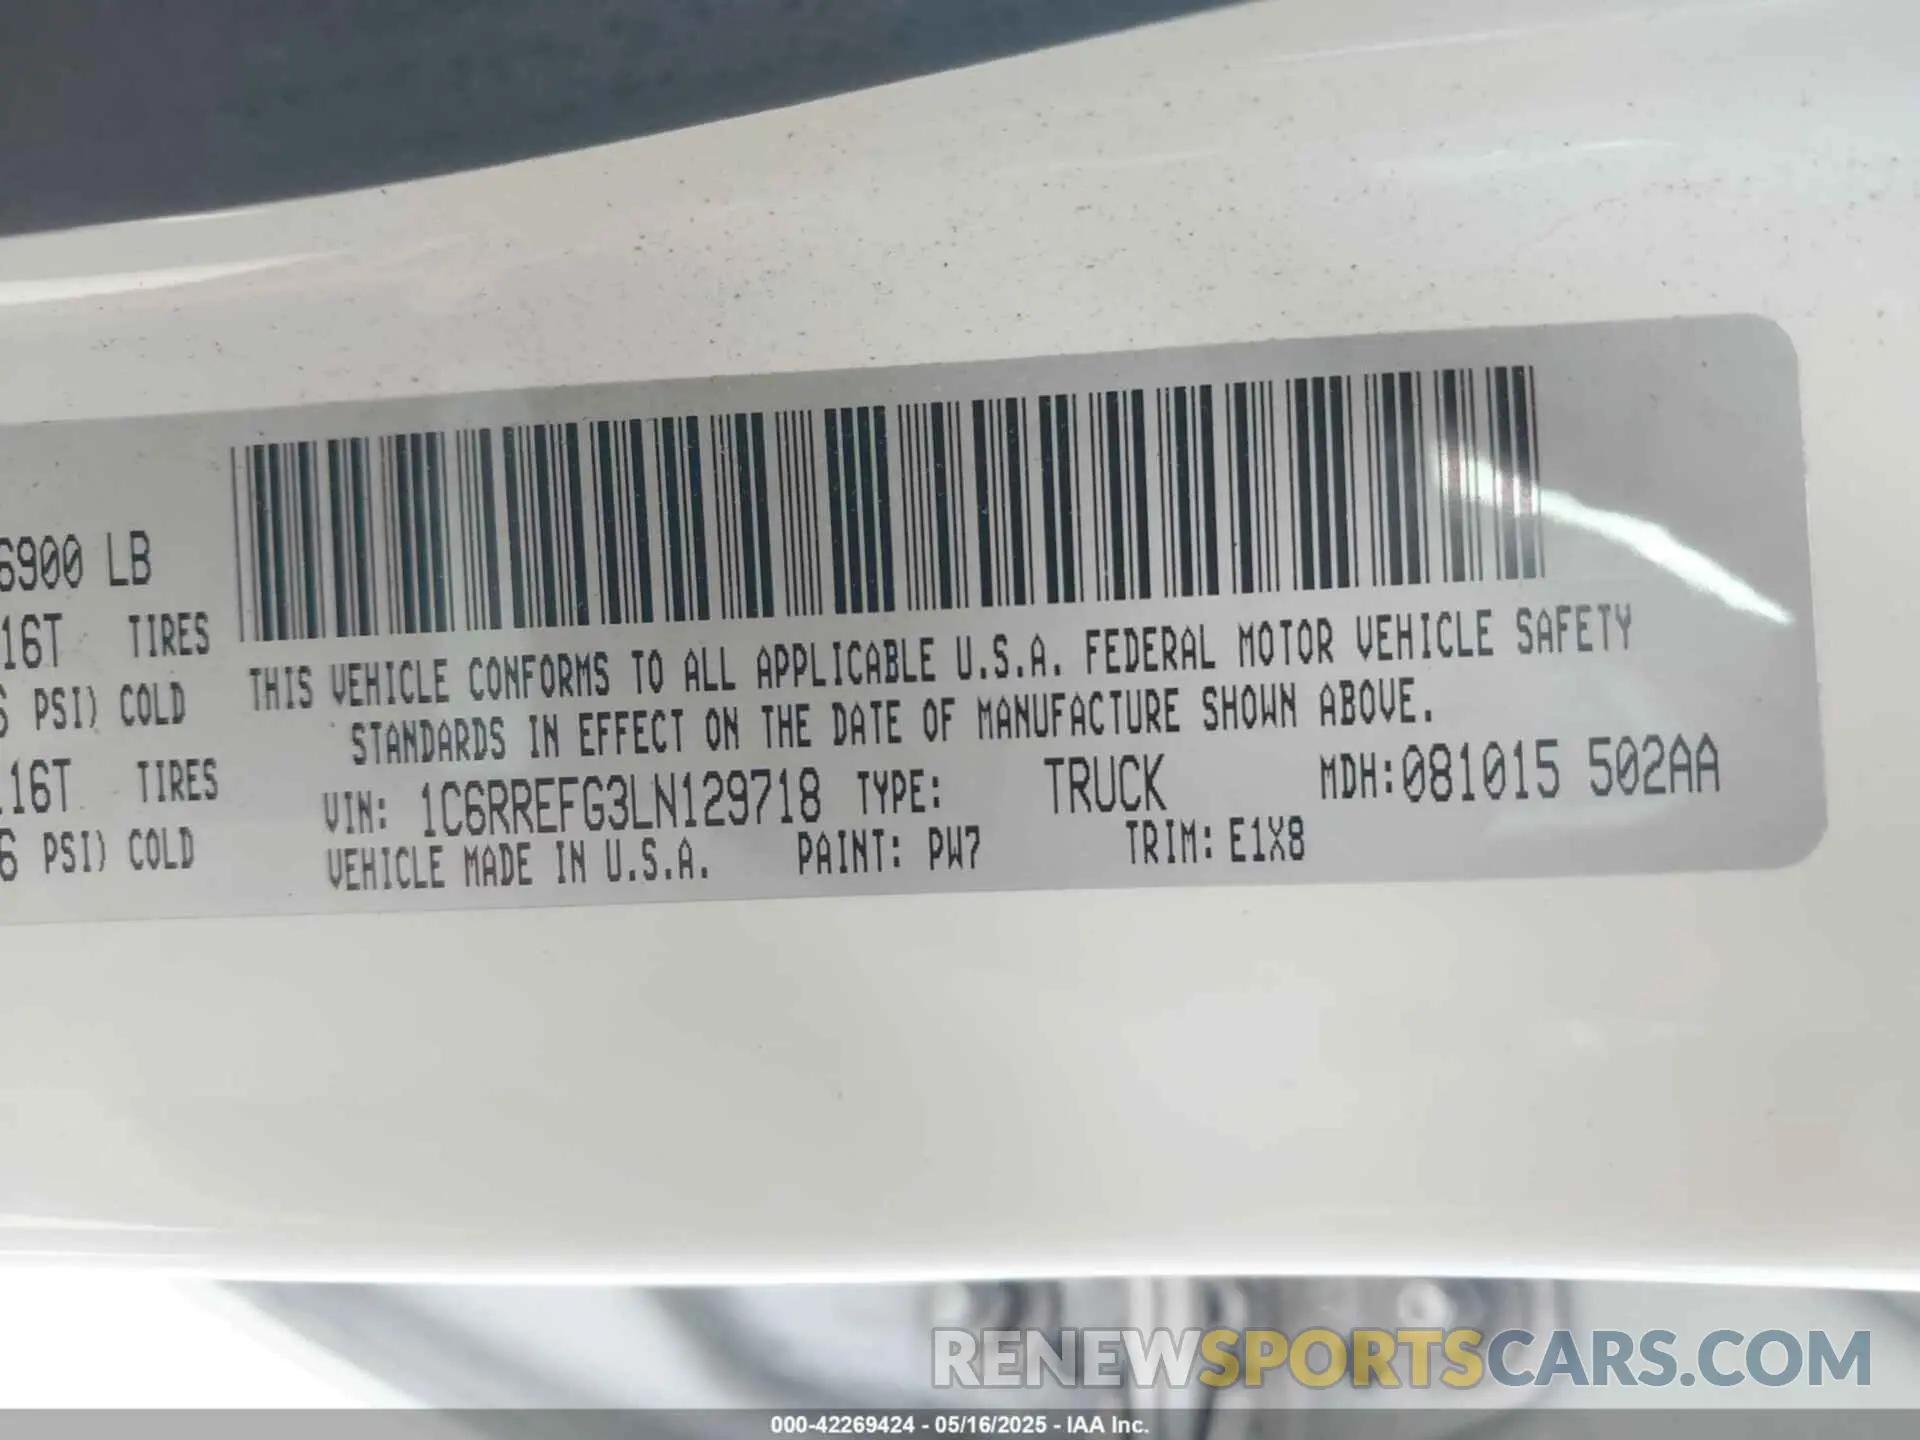 6900 LB
16T TIRES
PSI) COLD
16T TIRES
6 PSI) COLD
THIS VEHICLE CONFORMS TO ALL APPLICABLE U.S.A. FEDERAL MOTOR VEHICLE SAFETY
STANDARDS IN EFFECT ON THE DATE OF MANUFACTURE SHOWN ABOVE.
VIN: 1C6RREFG3LN129718 TYPE: TRUCK MDH:081015 502AA
VEHICLE MADE IN U.S.A. PAINT: PW7 TRIM: E1X8
RENEWSPORTSCARS.COM
000-42269424 - 05/16/2025 - IAA Inc.